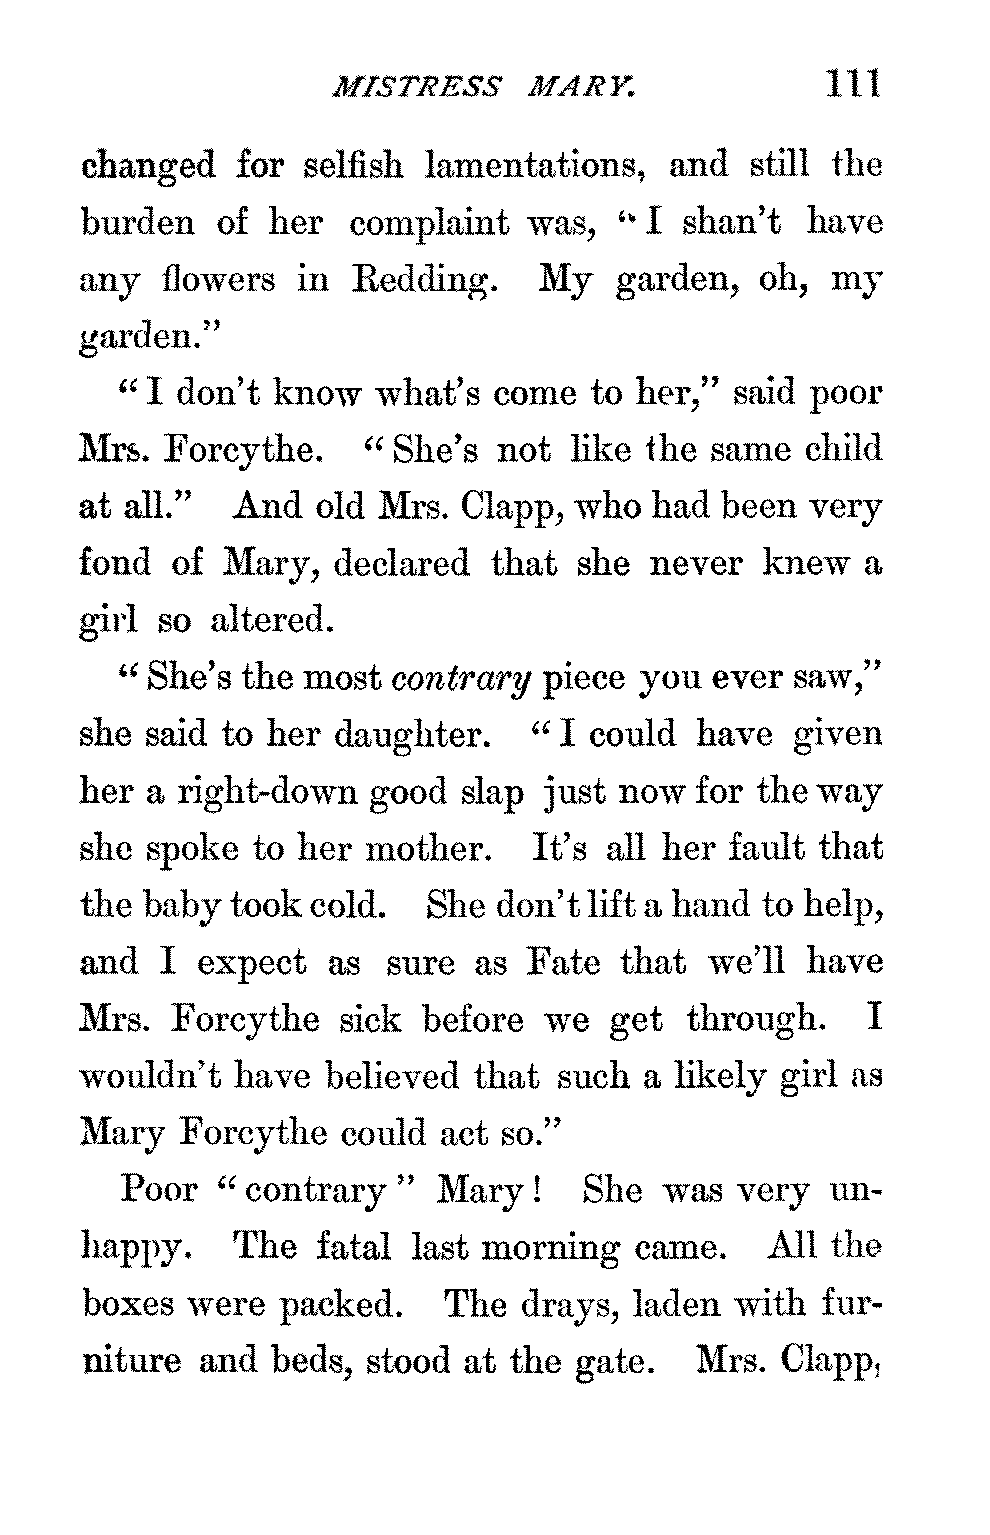 MISTRESS MARY. 111
changed for selfish lamentations, and still the
burden of her complaint was, “I shan’t have
any flowers in Redding. My garden, oh, my
garden.”
“I don’t know what’s come to her,” said poor
Mrs. Forcythe. “She’s not like the same child
at all.” And old Mrs. Clapp, who had been very
fond of Mary, declared that she never knew a
girl so altered.
“She’s the most contrary piece you ever saw,”
she said to her daughter. “I could have given
her a right-down good slap just now for the way
she spoke to her mother. It’s all her fault that
the baby took cold. She don’t lift a hand to help,
and I expect as sure as Fate that we’ll have
Mrs. Forcythe sick before we get through. I
wouldn’t have believed that such a likely girl as
Mary Forcythe could act so.”
Poor “contrary” Mary! She was very un-
happy. The fatal last morning came. All the
boxes were packed. The drays, laden with fur-
niture and beds, stood at the gate. Mrs. Clapp,